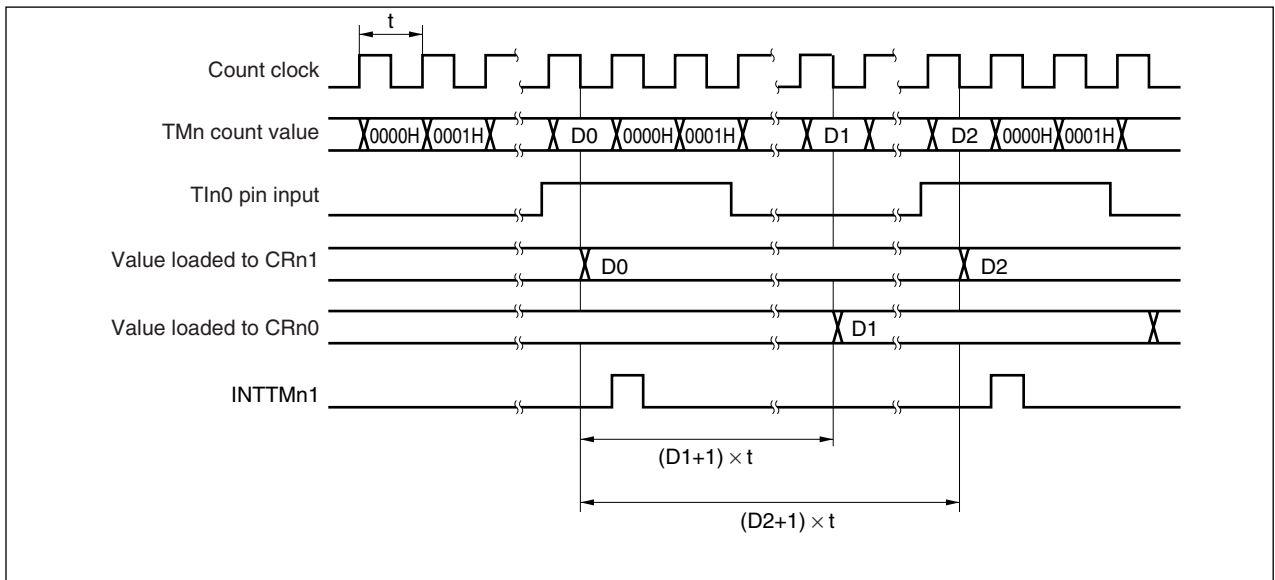 t
Count clock
TMn count value 0000H 0001H D0 0000H 0001H D1 D2 0000H 0001H
TIn0 pin input
Value loaded to CRn1 D0 D2
Value loaded to CRn0 D1
INTTMn1
(D1+1) × t
(D2+1) × t